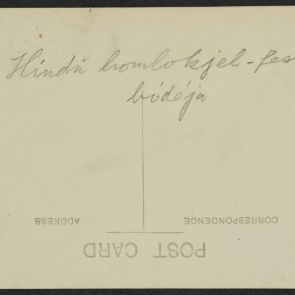 Hindú homlokjel-fes
bódéja
ADDRESS
CORRESPONDENCE
POST CARD